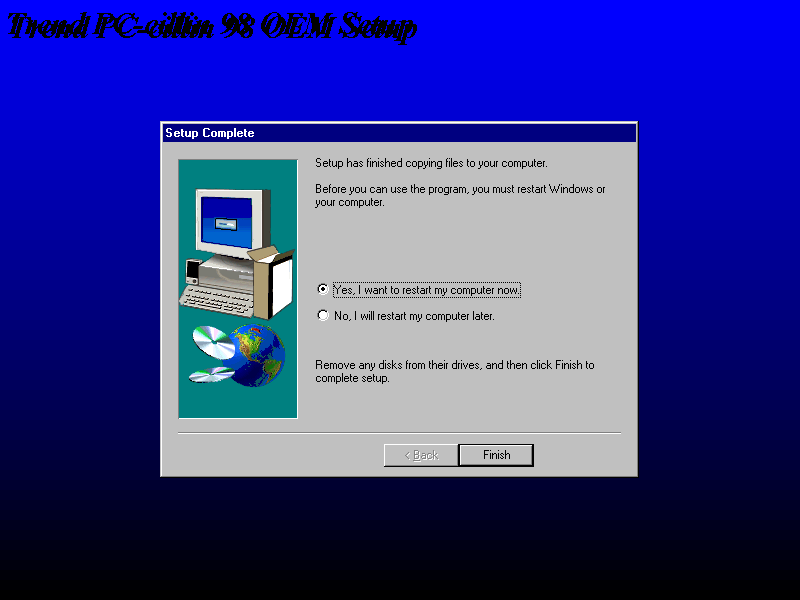 Trend PC-cillin 98 OEM Setup
Setup Complete
Setup has finished copying files to your computer.
Before you can use the program, you must restart Windows or
your computer.
Yes, I want to restart my computer now.
No, I will restart my computer later.
Remove any disks from their drives, and then click Finish to
complete setup.
< Back
Finish